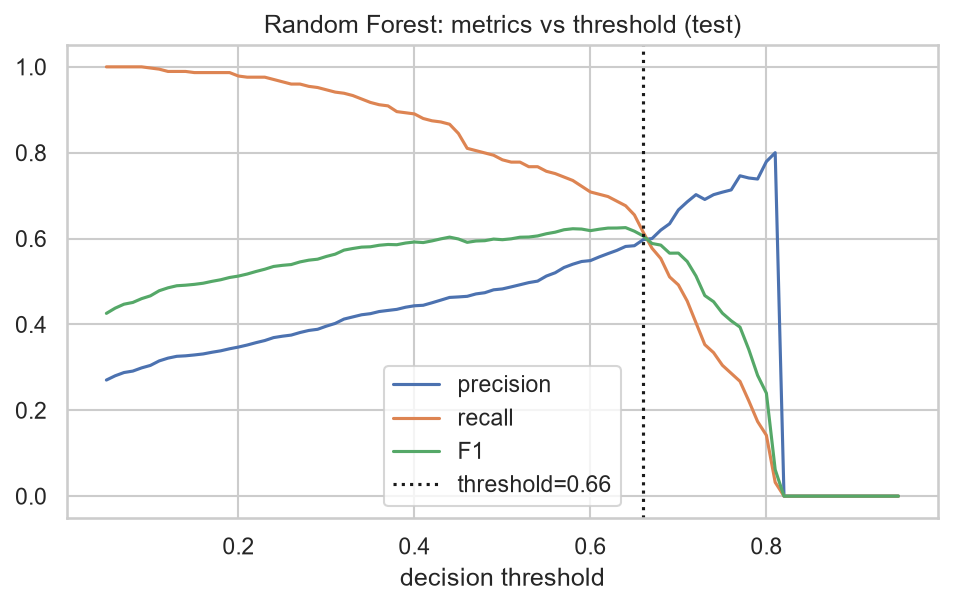 Random Forest: metrics vs threshold (test)
1.0
0.8
0.6
0.4
0.2
0.0
precision
recall
F1
threshold=0.66
0.2 0.4 0.6 0.8
decision threshold